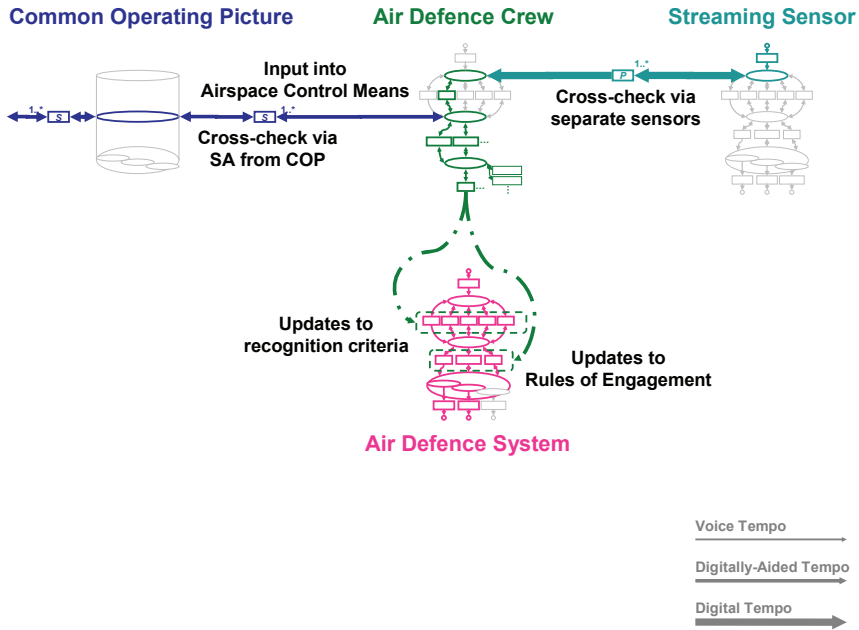 Common Operating Picture
Air Defence Crew
Streaming Sensor
Input into
Airspace Control Means
1..*
P
1..*
S
S
1..*
Cross-check via
SA from COP
Cross-check via
separate sensors
...
...
...
Updates to
recognition criteria
Updates to
Rules of Engagement
Air Defence System
Voice Tempo
Digitally-Aided Tempo
Digital Tempo